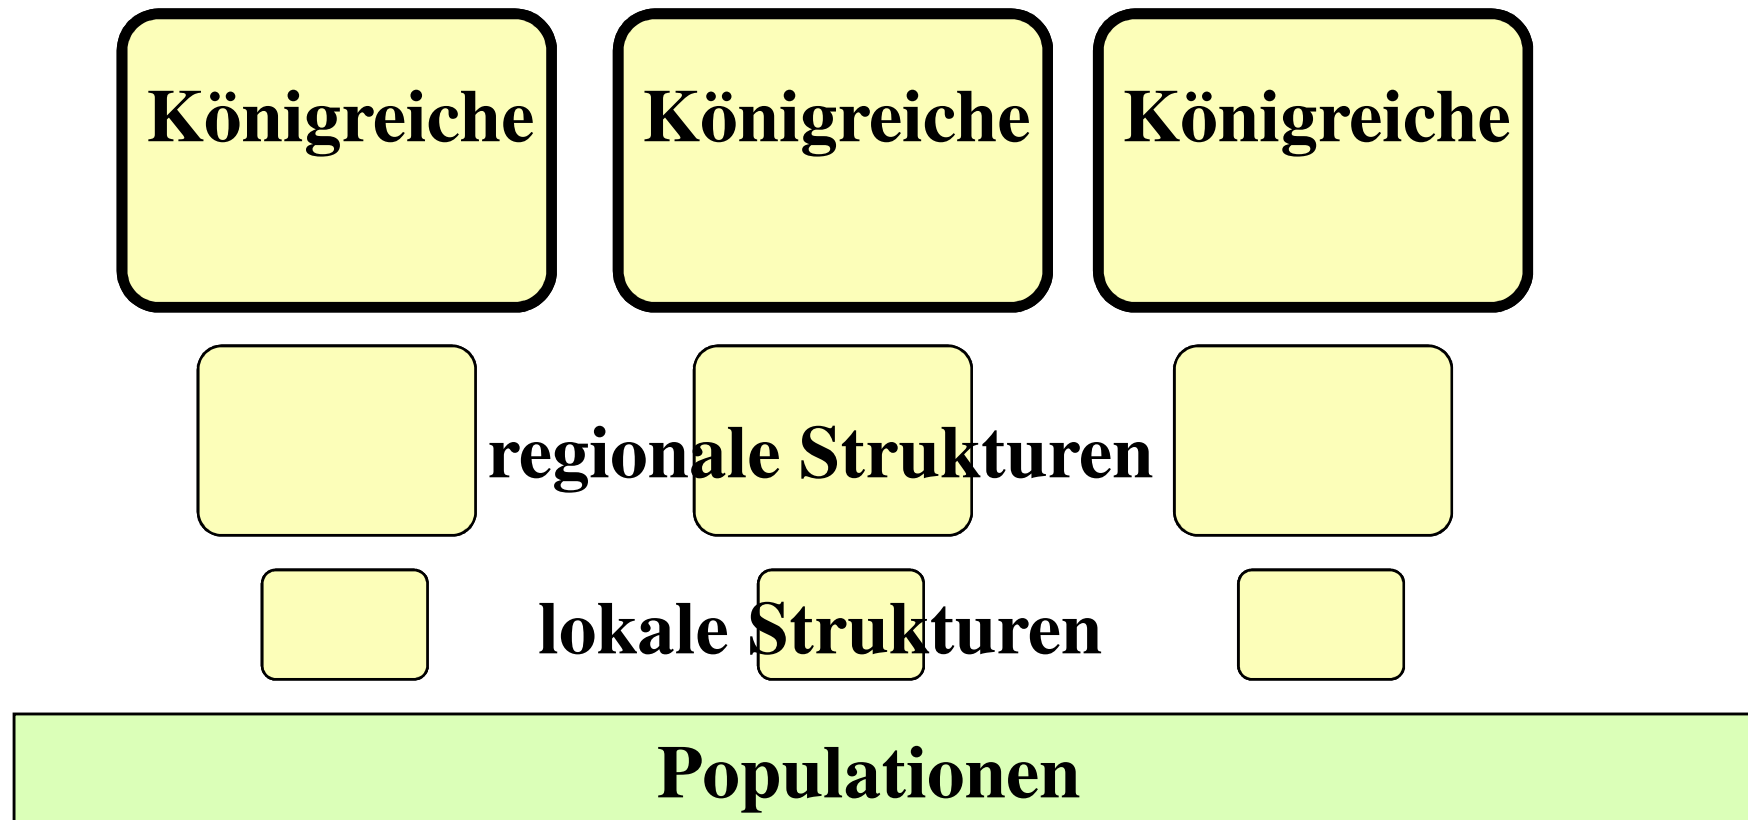 Königreiche Königreiche Königreiche
regionale Strukturen
lokale Strukturen
Populationen